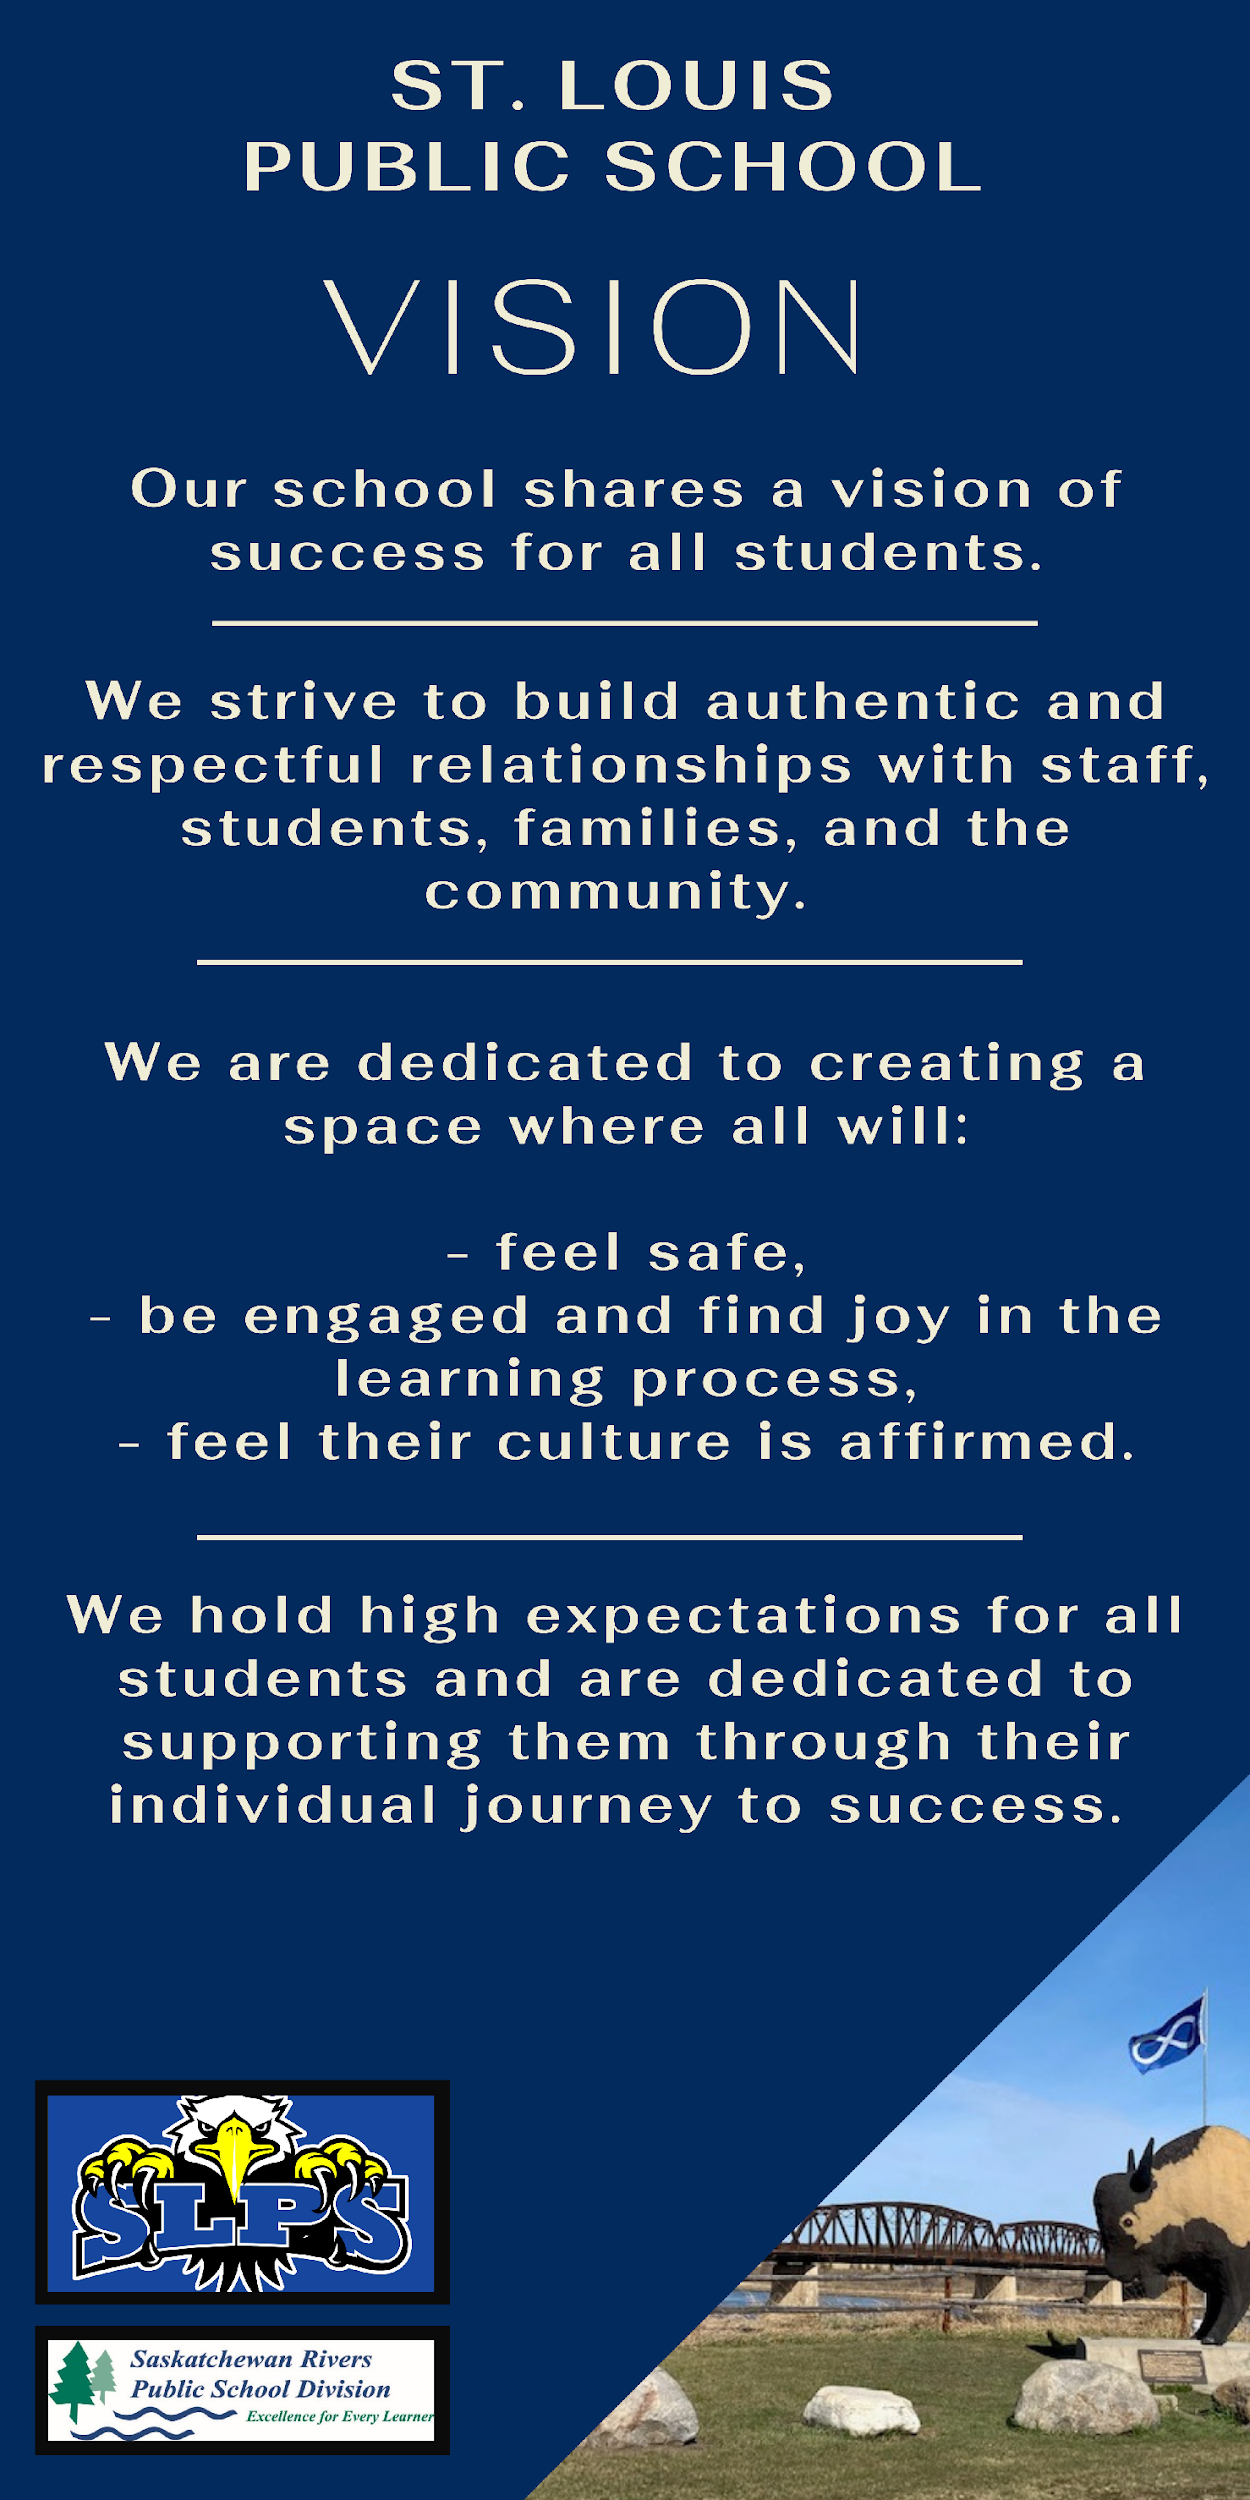 ST. LOUIS
PUBLIC SCHOOL
VISION
Our school shares a vision of
success for all students.
We strive to build authentic and
respectful relationships with staff,
students, families, and the
community.
We are dedicated to creating a
space where all will:
- feel safe,
- be engaged and find joy in the
learning process,
- feel their culture is affirmed.
We hold high expectations for all
students and are dedicated to
supporting them through their
individual journey to success.
SLPS
Saskatchewan Rivers
Public School Division
Excellence for Every Learner